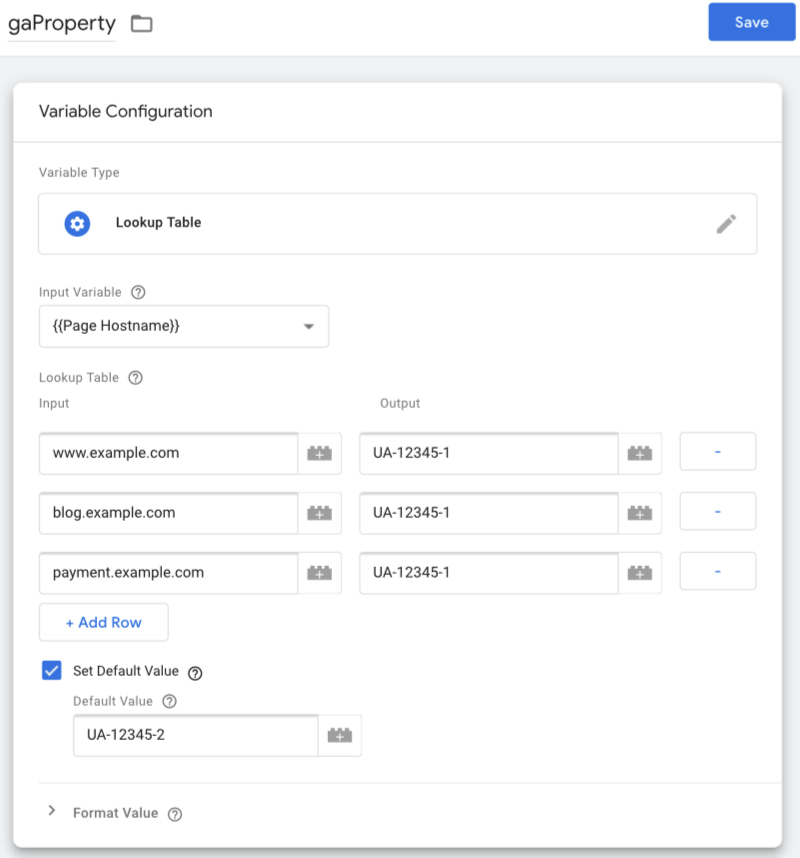 gaProperty
Save
Variable Configuration
Variable Type
Lookup Table
Input Variable ?
{{Page Hostname}}
Lookup Table ?
Input Output
www.example.com UA-12345-1 -
blog.example.com UA-12345-1 -
payment.example.com UA-12345-1 -
+ Add Row
Set Default Value ?
Default Value ?
UA-12345-2
Format Value ?